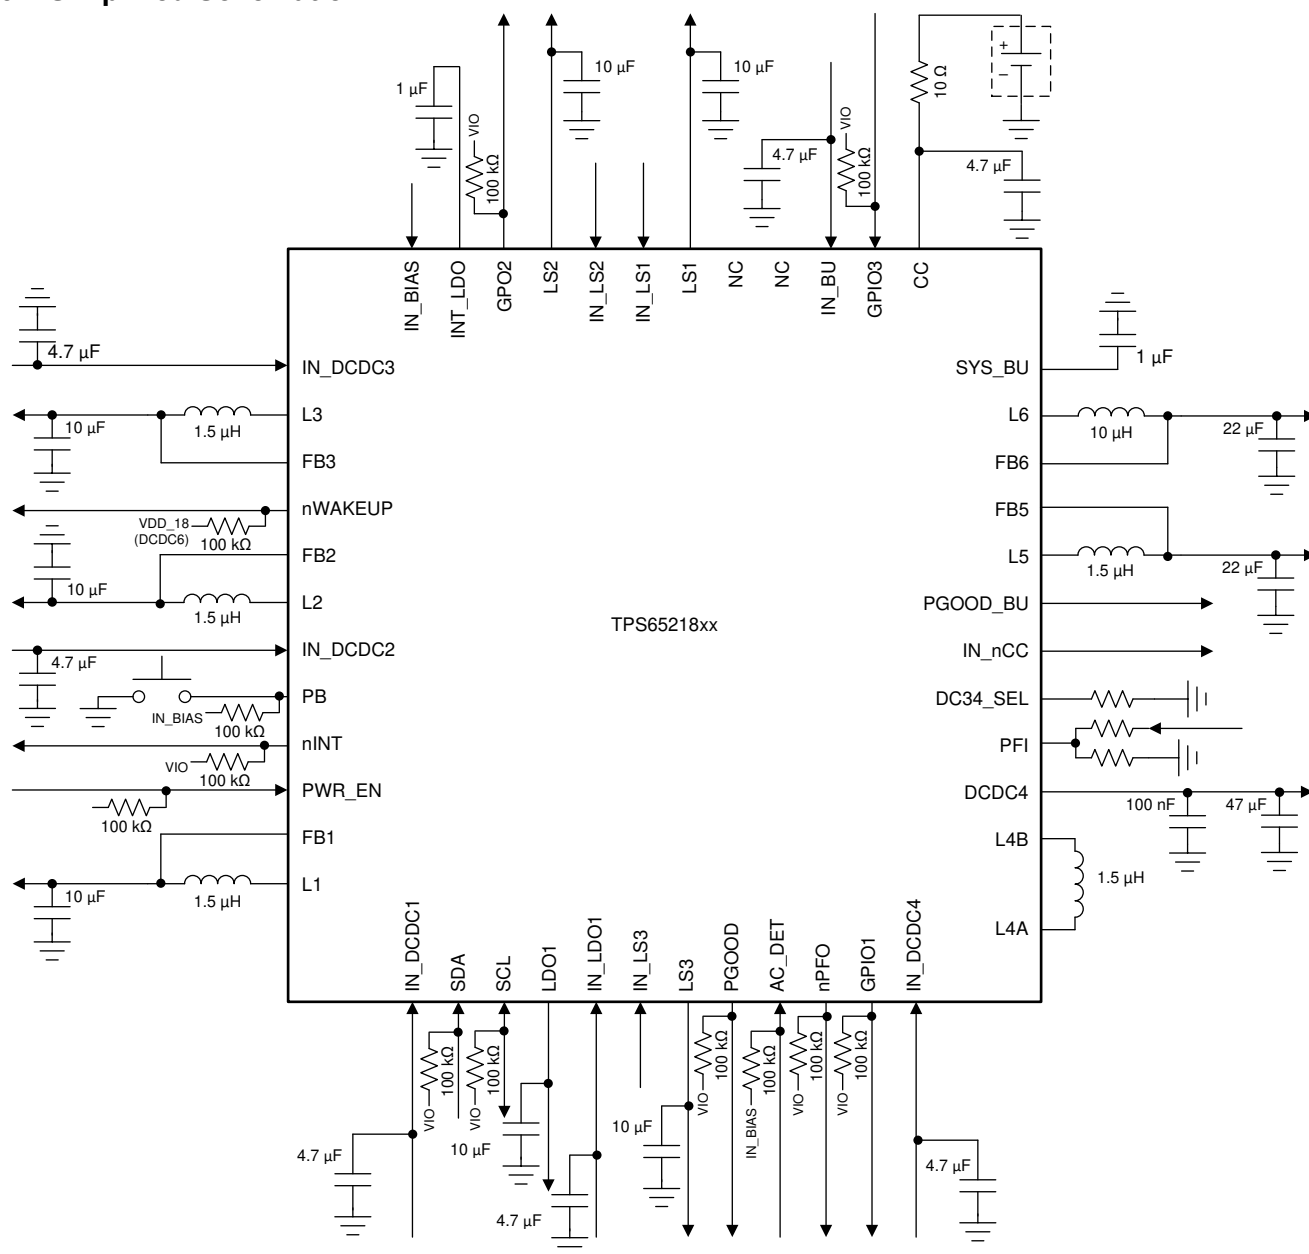 10 µF
10 µF
1 µF
VIO
100 kΩ
4.7 µF
VIO
100 kΩ
10 Ω
+
–
4.7 µF
IN_BIAS
INT_LDO
GPO2
LS2
IN_LS2
IN_LS1
LS1
NC
NC
IN_BU
GPIO3
CC
4.7 µF
IN_DCDC3
SYS_BU
1 µF
L3
10 µF
1.5 µH
L6
10 µH
22 µF
FB3
FB6
nWAKEUP
VDD_18
(DCDC6)
100 kΩ
FB5
FB2
L5
1.5 µH
22 µF
10 µF
L2
1.5 µH
PGOOD_BU
TPS65218xx
IN_DCDC2
4.7 µF
IN_nCC
PB
IN_BIAS
100 kΩ
DC34_SEL
nINT
VIO
100 kΩ
PFI
PWR_EN
100 kΩ
DCDC4
100 nF
47 µF
FB1
L4B
L1
10 µF
1.5 µH
1.5 µH
L4A
IN_DCDC1
SDA
SCL
LDO1
IN_LDO1
IN_LS3
LS3
PGOOD
AC_DET
nPFO
GPIO1
IN_DCDC4
100 kΩ
VIO
100 kΩ
VIO
100 kΩ
VIO
100 kΩ
IN_BIAS
100 kΩ
VIO
100 kΩ
VIO
4.7 µF
10 µF
4.7 µF
10 µF
4.7 µF